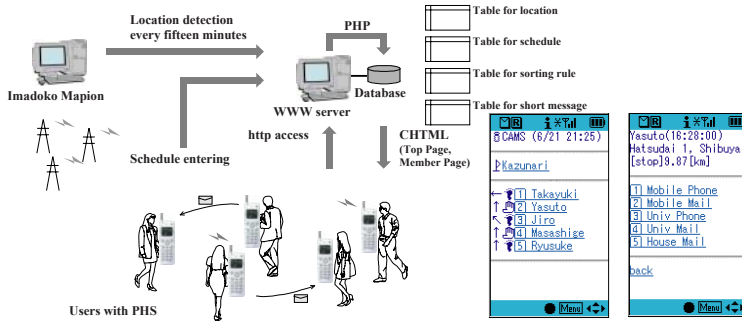 Location detection
every fifteen minutes
PHP
Imadoko Mapion
WWW server
Database
Table for location
Table for schedule
Table for sorting rule
Table for short message
Schedule entering
http access
CHTML
(Top Page,
Member Page)
Users with PHS
CAMS (6/21 21:25)
Kazunari
1 Takayuki
2 Yasuto
3 Jiro
4 Masashige
5 Ryusuke
Menu
Yasuto(16:28:00)
Hatsudai 1, Shibuya
[stop]9.87[km]
1 Mobile Phone
2 Mobile Mail
3 Univ Phone
4 Univ Mail
5 House Mail
back
Menu